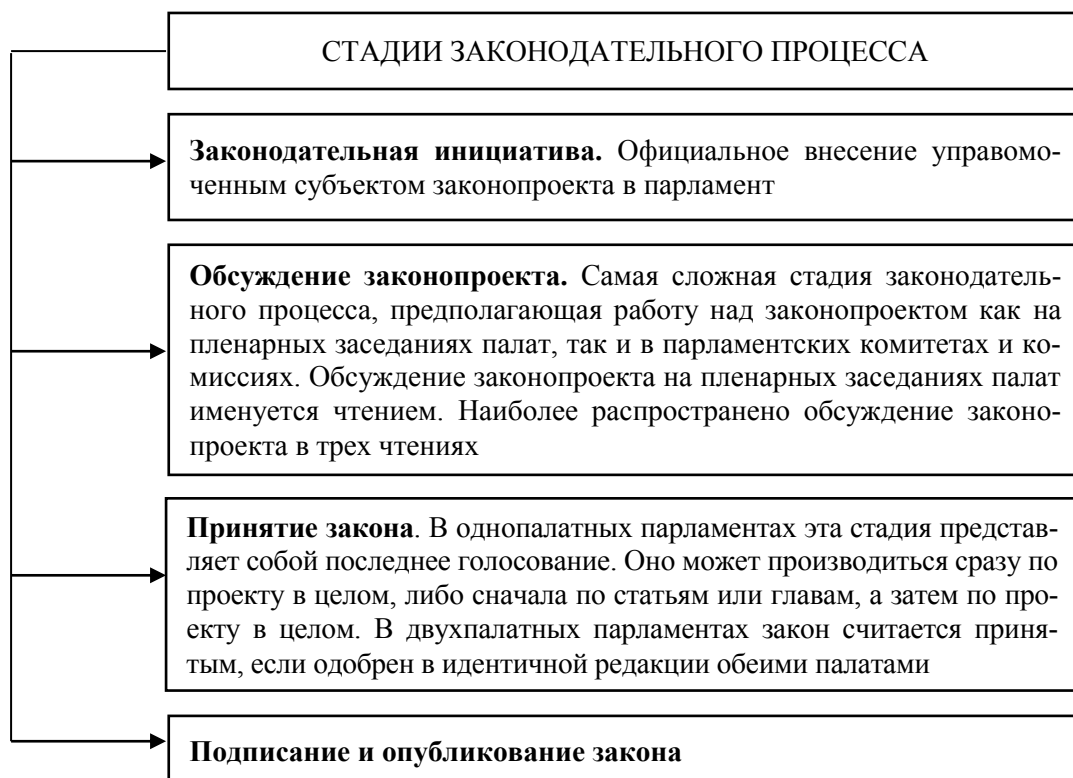 СТАДИИ ЗАКОНОДАТЕЛЬНОГО ПРОЦЕССА
Законодательная инициатива. Официальное внесение управомо-
ченным субъектом законопроекта в парламент
Обсуждение законопроекта. Самая сложная стадия законодатель-
ного процесса, предполагающая работу над законопроектом как на
пленарных заседаниях палат, так и в парламентских комитетах и ко-
миссиях. Обсуждение законопроекта на пленарных заседаниях палат
именуется чтением. Наиболее распространено обсуждение законо-
проекта в трех чтениях
Принятие закона. В однопалатных парламентах эта стадия представ-
ляет собой последнее голосование. Оно может производиться сразу по
проекту в целом, либо сначала по статьям или главам, а затем по про-
екту в целом. В двухпалатных парламентах закон считается приня-
тым, если одобрен в идентичной редакции обеими палатами
Подписание и опубликование закона